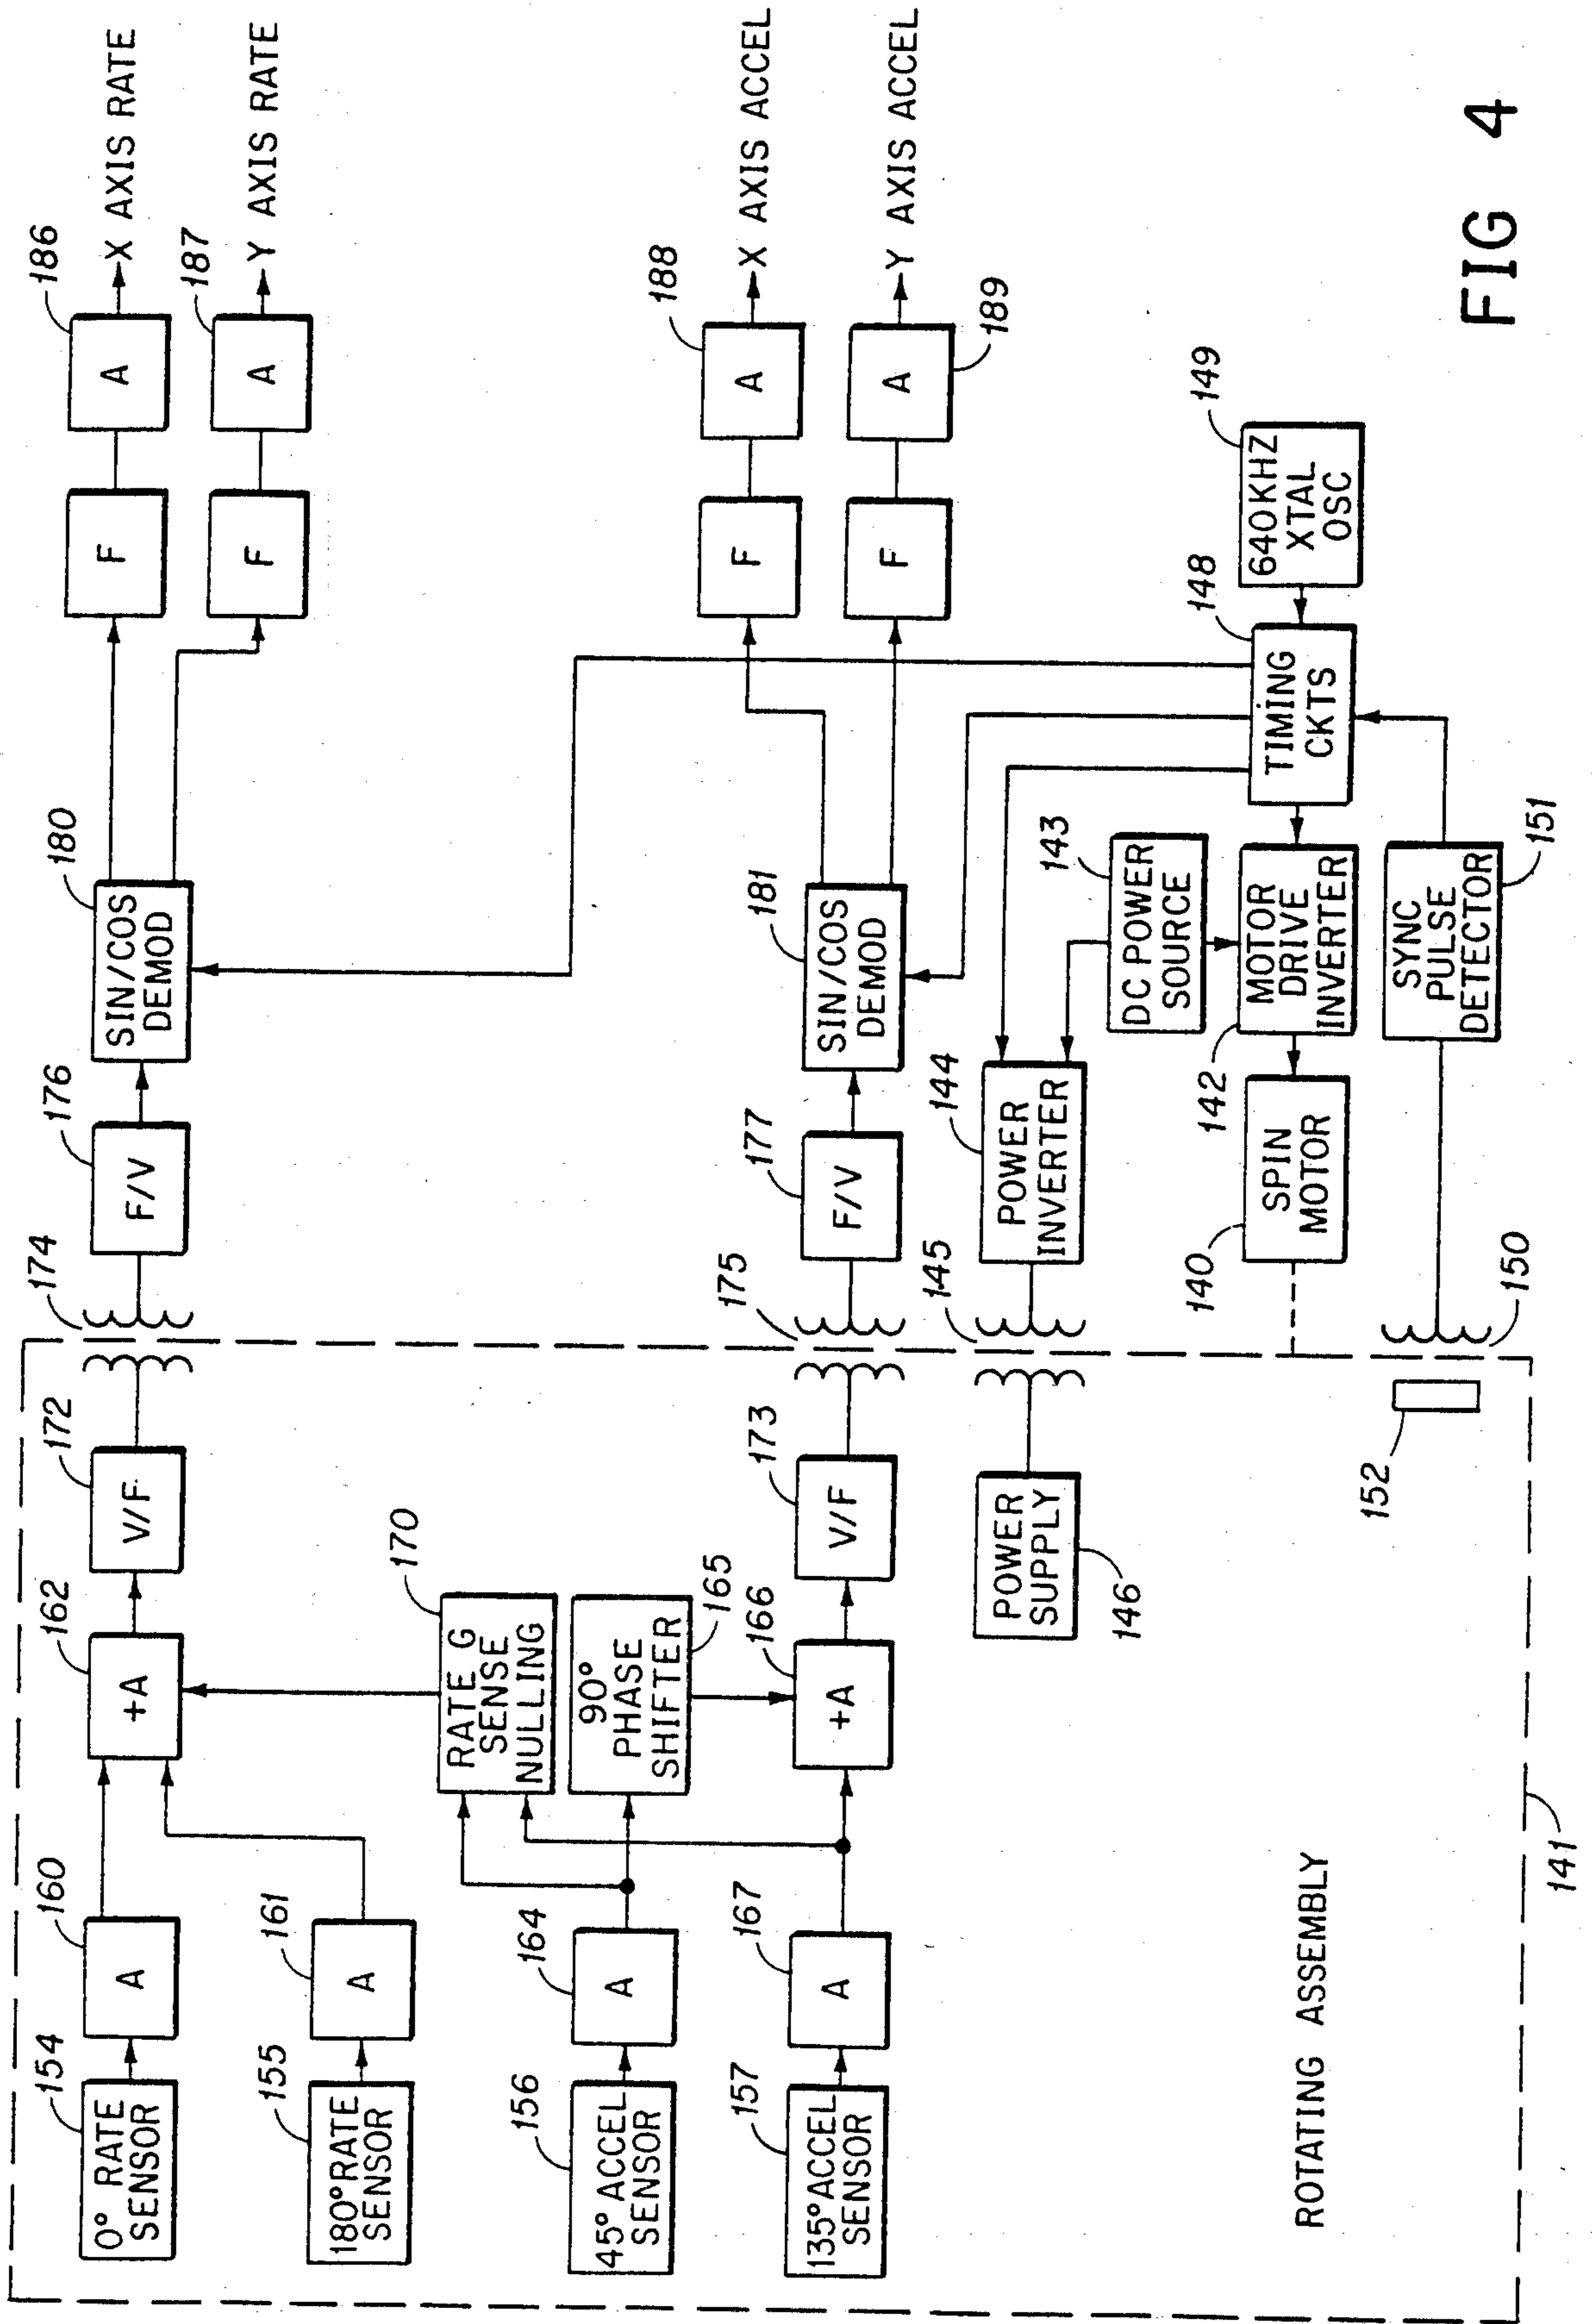 154
0° RATE
SENSOR
160
A
162
+A
172
V/F
174
176
F/V
180
SIN/COS
DEMOD
F
186
A
X AXIS RATE
F
187
A
Y AXIS RATE
155
180° RATE
SENSOR
161
A
170
RATE G
SENSE
NULLING
156
45° ACCEL
SENSOR
164
A
90°
PHASE
SHIFTER
165
157
135° ACCEL
SENSOR
167
A
166
+A
173
V/F
175
177
F/V
181
SIN/COS
DEMOD
F
188
A
X AXIS ACCEL
F
A
189
Y AXIS ACCEL
POWER
SUPPLY
146
145
144
POWER
INVERTER
143
DC POWER
SOURCE
140
SPIN
MOTOR
142
MOTOR
DRIVE
INVERTER
148
TIMING
CKTS
149
640KHZ
XTAL
OSC
152
150
SYNC
PULSE
DETECTOR
151
ROTATING ASSEMBLY
141
FIG 4